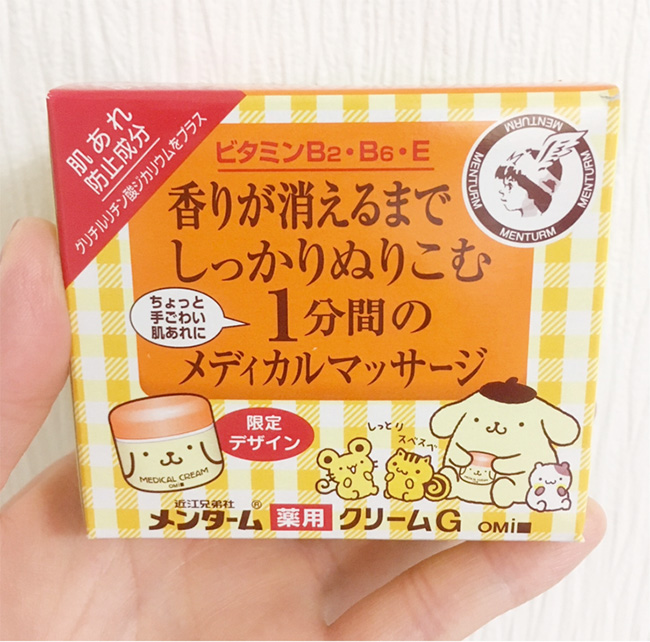 肌あれ
防止成分
グリチルリチン酸ジカリウムをプラス
ビタミンB2・B6・E
香りが消えるまで
しっかりぬりこむ
1分間の
メディカルマッサージ
ちょっと
手ごわい
肌あれに
MENTURM
MENTURM
MENTURM
MENTURM
限定
デザイン
しっとり
スベスベ
MEDICAL CREAM
OMi
近江兄弟社
メンターム® 薬用 クリームG OMi